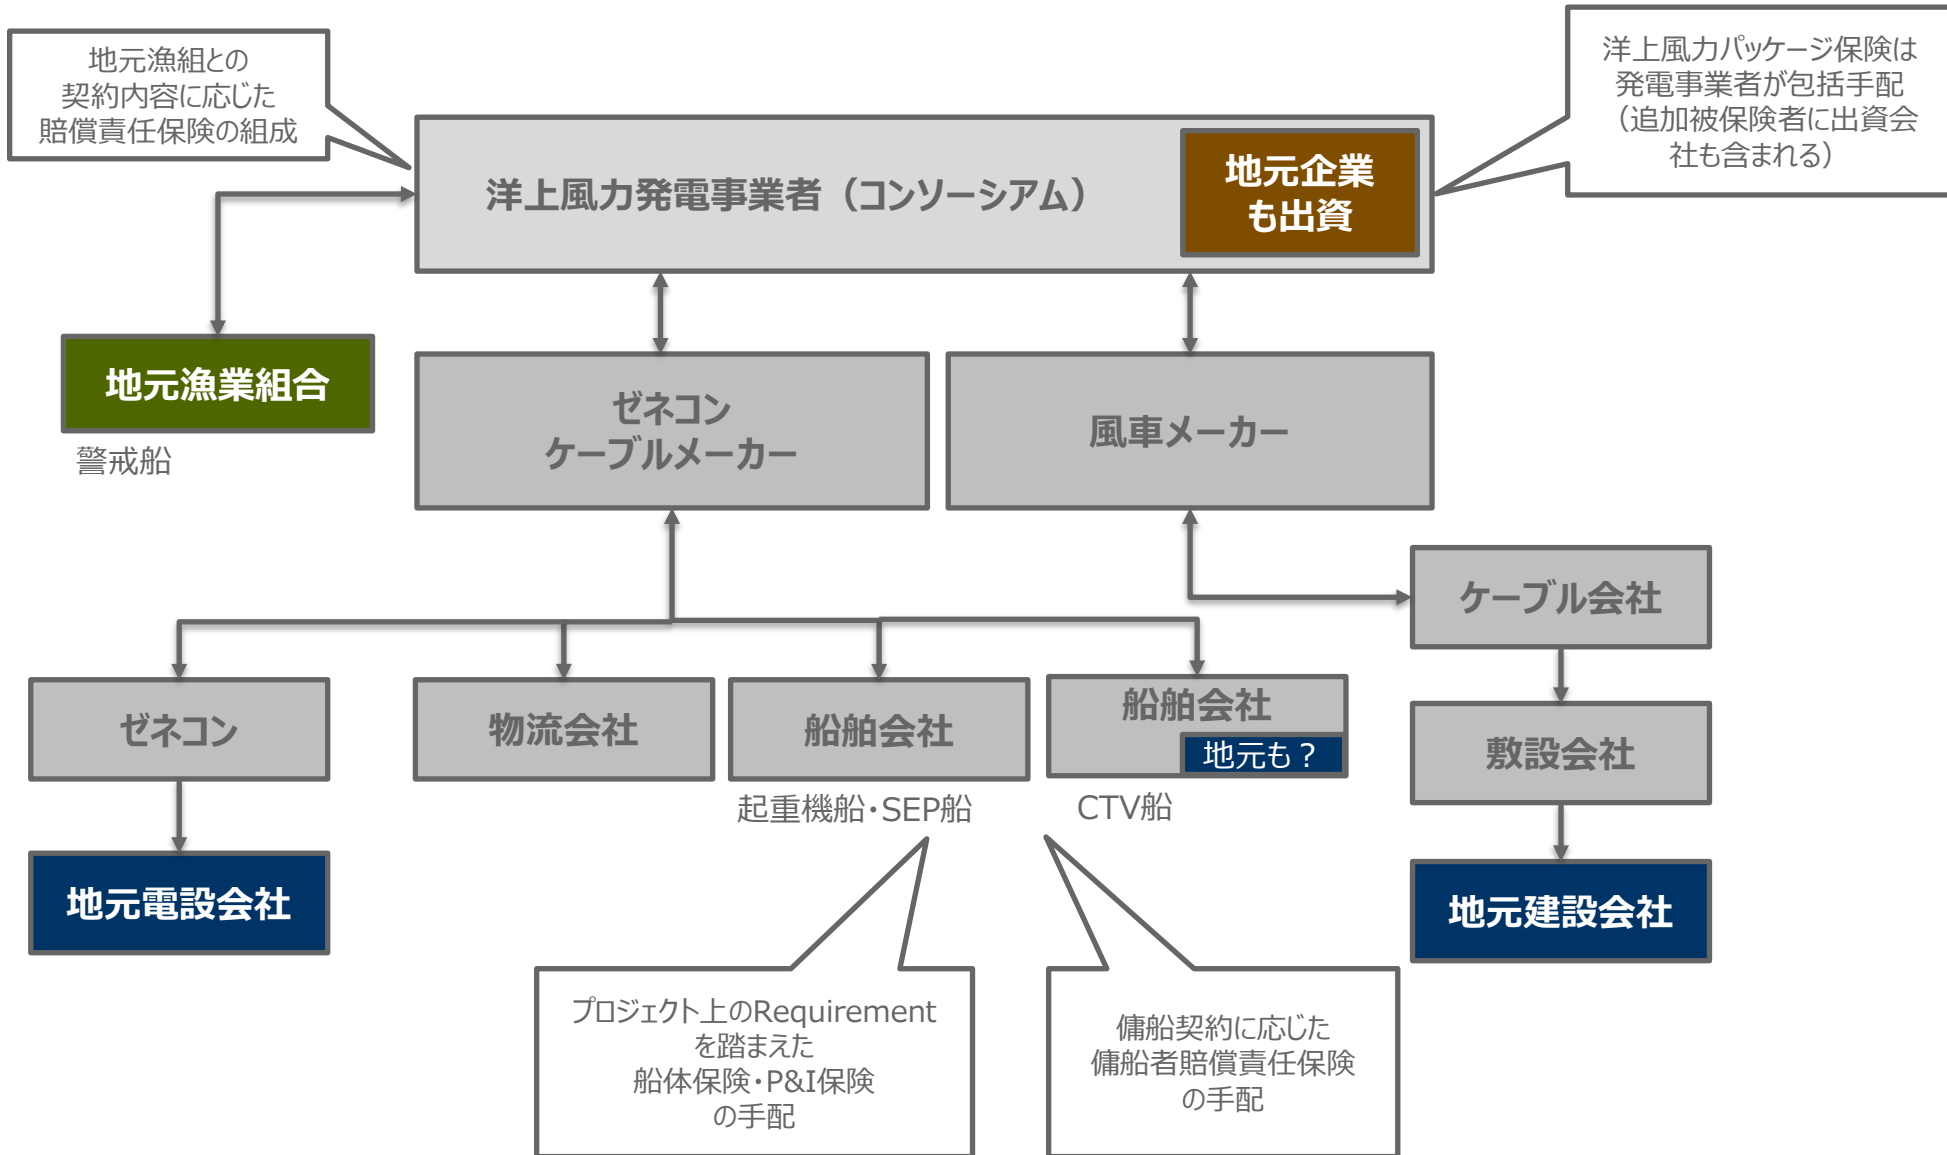 地元漁組との
契約内容に応じた
賠償責任保険の組成
洋上風力パッケージ保険は
発電事業者が包括手配
（追加被保険者に出資会
社も含まれる）
洋上風力発電事業者（コンソーシアム）
地元企業
も出資
地元漁業組合
警戒船
ゼネコン
ケーブルメーカー
風車メーカー
ケーブル会社
ゼネコン
物流会社
船舶会社
船舶会社
地元も？
敷設会社
起重機船・SEP船
CTV船
地元電設会社
地元建設会社
プロジェクト上のRequirement
を踏まえた
船体保険・P&I保険
の手配
傭船契約に応じた
傭船者賠償責任保険
の手配